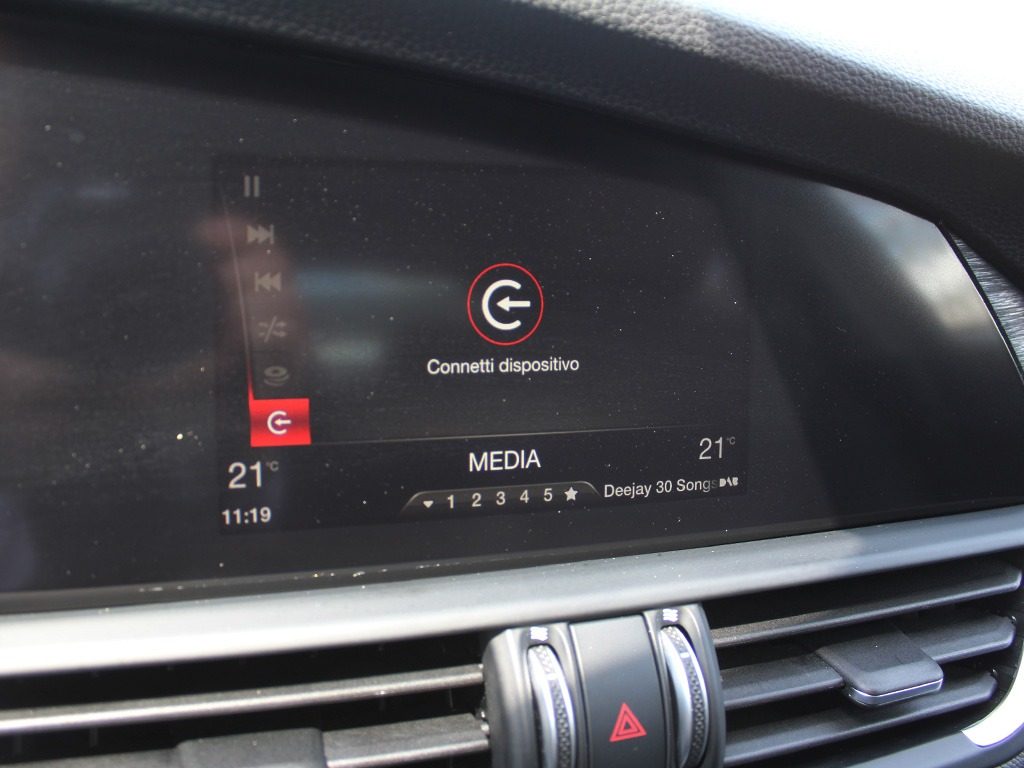 Connetti dispositivo
21°C
MEDIA
21°C
1 2 3 4 5
Deejay 30 Songs DAB
11:19